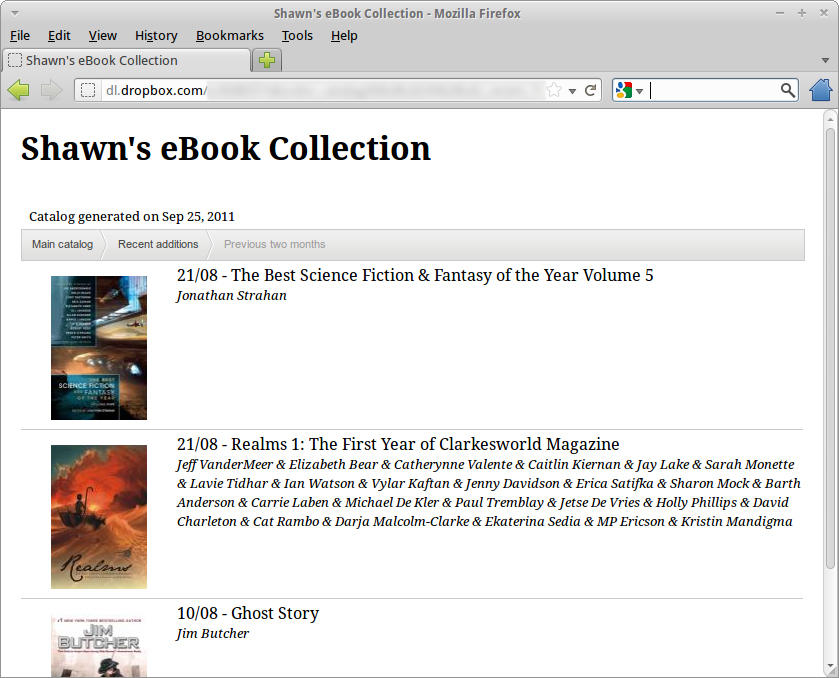 Shawn's eBook Collection - Mozilla Firefox
File Edit View History Bookmarks Tools Help
Shawn's eBook Collection
dl.dropbox.com/
Shawn's eBook Collection
Catalog generated on Sep 25, 2011
Main catalog Recent additions Previous two months
21/08 - The Best Science Fiction & Fantasy of the Year Volume 5
Jonathan Strahan
THE BEST
SCIENCE FICTION
AND FANTASY
OF THE YEAR
21/08 - Realms 1: The First Year of Clarkesworld Magazine
Jeff VanderMeer & Elizabeth Bear & Catherynne Valente & Caitlin Kiernan & Jay Lake & Sarah Monette
& Lavie Tidhar & Ian Watson & Vylar Kaftan & Jenny Davidson & Erica Satifka & Sharon Mock & Barth
Anderson & Carrie Laben & Michael De Kler & Paul Tremblay & Jetse De Vries & Holly Phillips & David
Charleton & Cat Rambo & Darja Malcolm-Clarke & Ekaterina Sedia & MP Ericson & Kristin Mandigma
Realms
10/08 - Ghost Story
Jim Butcher
#1 NEW YORK TIMES BESTSELLING AUTHOR
JIM
BUTCHER